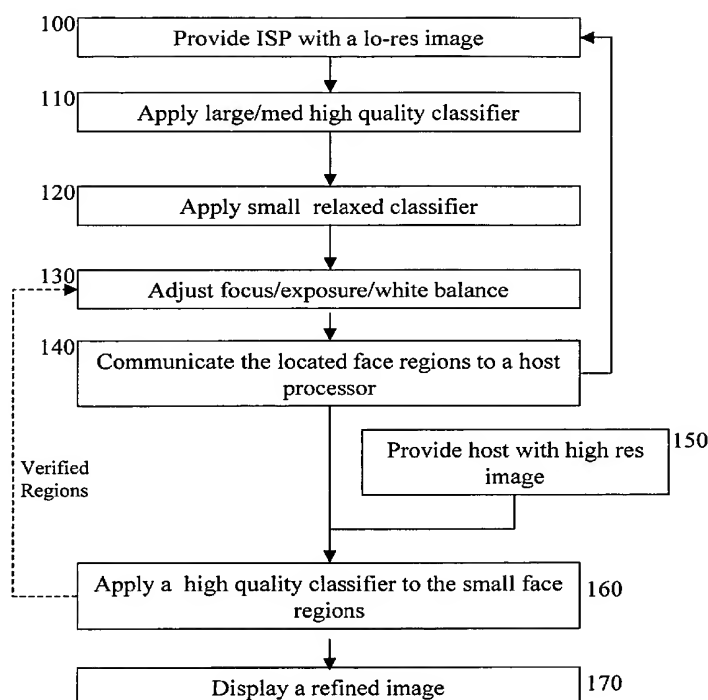 100
Provide ISP with a lo-res image
110
Apply large/med high quality classifier
120
Apply small relaxed classifier
130
Adjust focus/exposure/white balance
140
Communicate the located face regions to a host
processor
150
Provide host with high res
image
Verified
Regions
Apply a high quality classifier to the small face
regions
160
Display a refined image
170